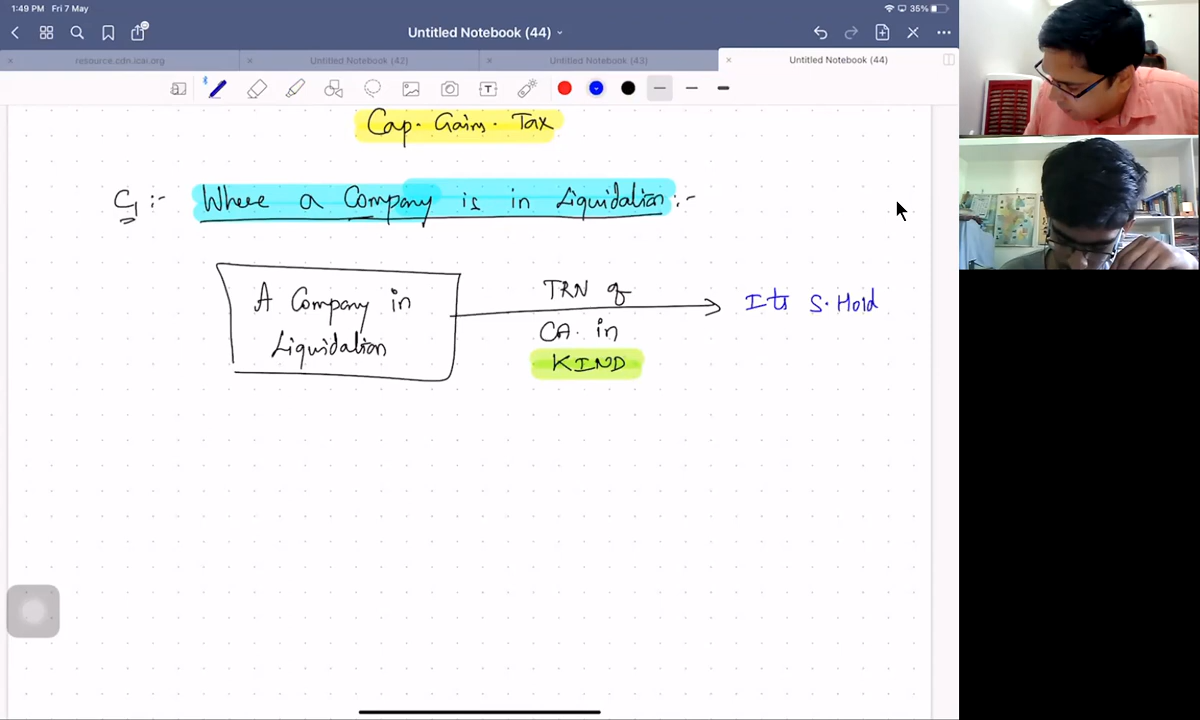 1:49 PM Fri 7 May
35%
Untitled Notebook (44)
resource.cdn.icai.org
Untitled Notebook (42)
Untitled Notebook (43)
Untitled Notebook (44)
Cap. Gains. Tax
G:- Where a Company is in Liquidation:-
A Company in
Liquidation
TRN of
CA. in
KIND
Its S. Hold